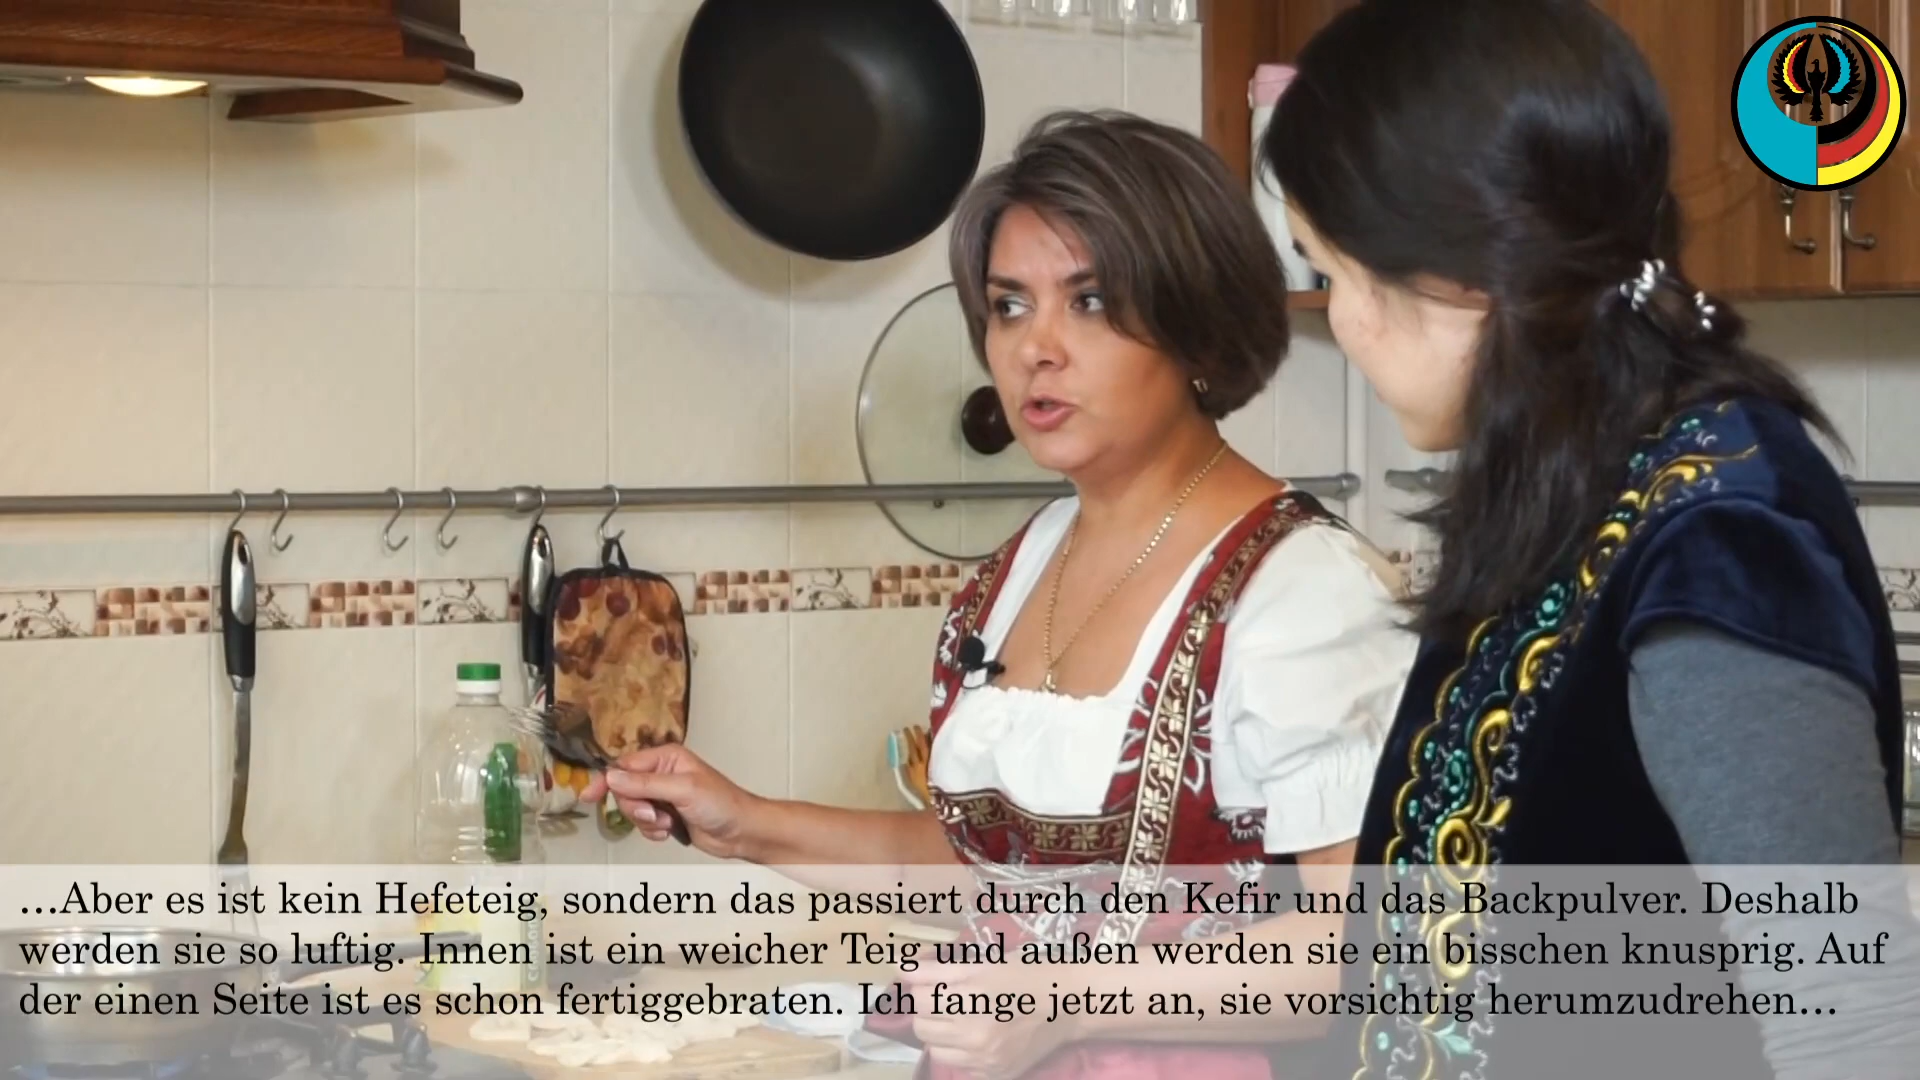 …Aber es ist kein Hefeteig, sondern das passiert durch den Kefir und das Backpulver. Deshalb
werden sie so luftig. Innen ist ein weicher Teig und außen werden sie ein bisschen knusprig. Auf
der einen Seite ist es schon fertiggebraten. Ich fange jetzt an, sie vorsichtig herumzudrehen…